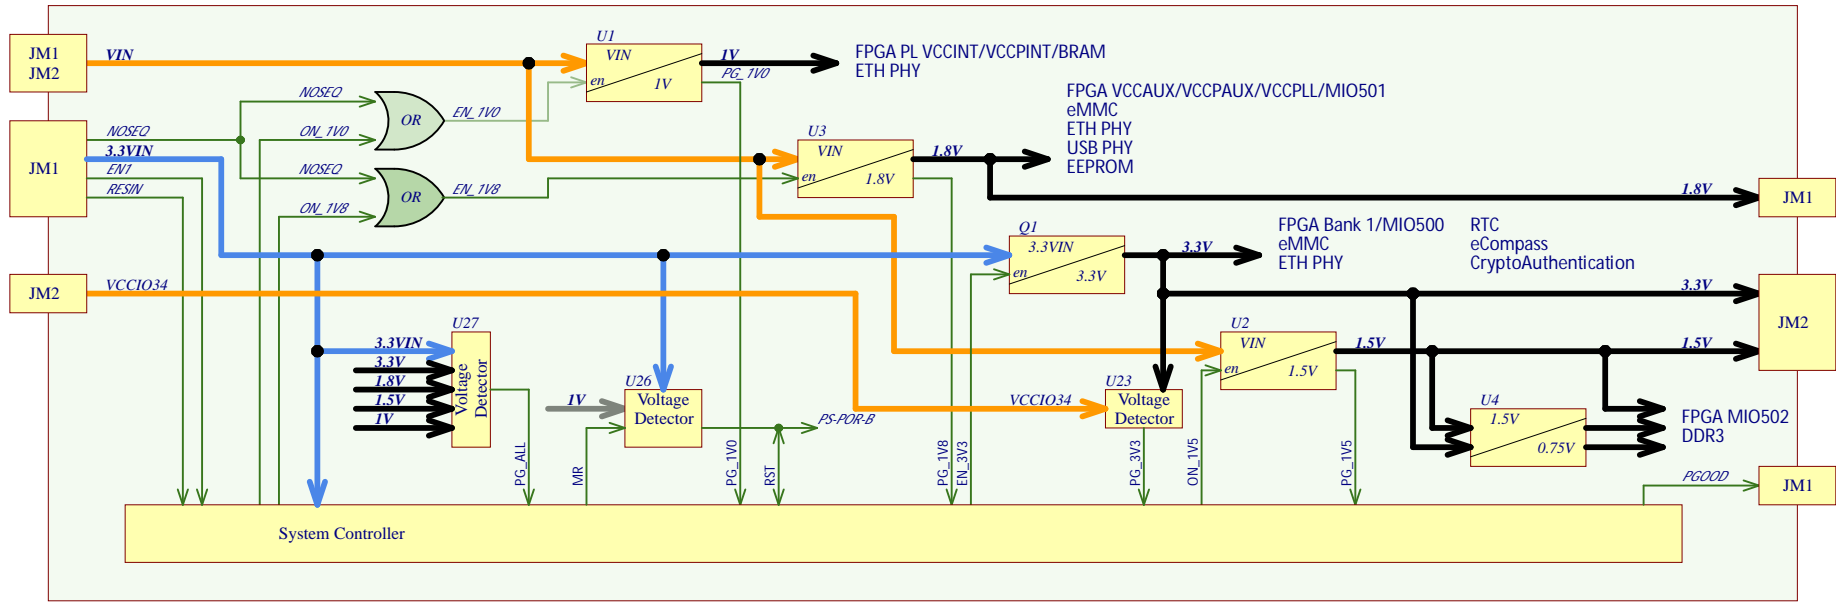 JM1
JM2
VIN
U1
VIN
en
1V
1V
PG_1V0
FPGA PL VCCINT/VCCPINT/BRAM
ETH PHY
NOSEQ
ON_1V0
OR
EN_1V0
JM1
NOSEQ
3.3VIN
EN1
RESIN
NOSEQ
ON_1V8
OR
EN_1V8
U3
VIN
en
1.8V
1.8V
FPGA VCCAUX/VCCPAUX/VCCPLL/MIO501
eMMC
ETH PHY
USB PHY
EEPROM
1.8V
JM1
Q1
3.3VIN
en
3.3V
3.3V
FPGA Bank 1/MIO500
eMMC
ETH PHY
RTC
eCompass
CryptoAuthentication
JM2
VCCIO34
3.3V
1.5V
JM2
U27
3.3VIN
3.3V
1.8V
1.5V
1V
Voltage
Detector
PG_ALL
U26
1V
Voltage
Detector
MR
PS-POR-B
PG_1V0
RST
PG_1V8
EN_3V3
U23
VCCIO34
Voltage
Detector
PG_3V3
U2
VIN
en
1.5V
1.5V
ON_1V5
PG_1V5
U4
1.5V
0.75V
FPGA MIO502
DDR3
PGOOD
JM1
System Controller